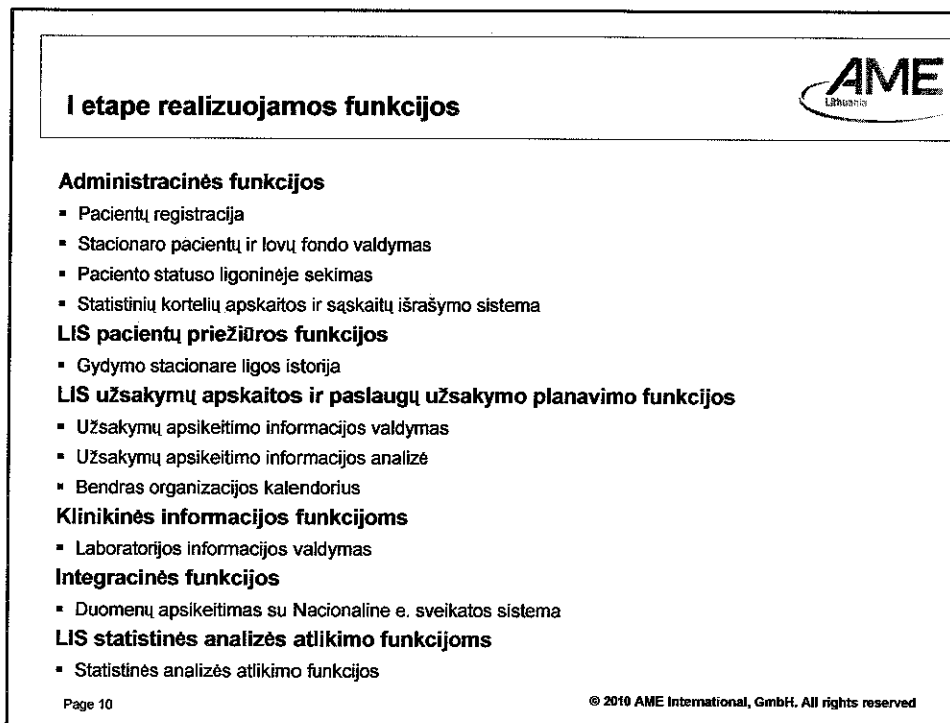 I etape realizuojamos funkcijos
AME
Lithuania
Administracinės funkcijos
▪ Pacientų registracija
▪ Stacionaro pacientų ir lovų fondo valdymas
▪ Paciento statuso ligoninėje sekimas
▪ Statistinių kortelių apskaitos ir sąskaitų išrašymo sistema
LIS pacientų priežiūros funkcijos
▪ Gydymo stacionare ligos istorija
LIS užsakymų apskaitos ir paslaugų užsakymo planavimo funkcijos
▪ Užsakymų apsikeitimo informacijos valdymas
▪ Užsakymų apsikeitimo informacijos analizė
▪ Bendras organizacijos kalendorius
Klinikinės informacijos funkcijoms
▪ Laboratorijos informacijos valdymas
Integracinės funkcijos
▪ Duomenų apsikeitimas su Nacionaline e. sveikatos sistema
LIS statistinės analizės atlikimo funkcijoms
▪ Statistinės analizės atlikimo funkcijos
Page 10
© 2010 AME International, GmbH. All rights reserved